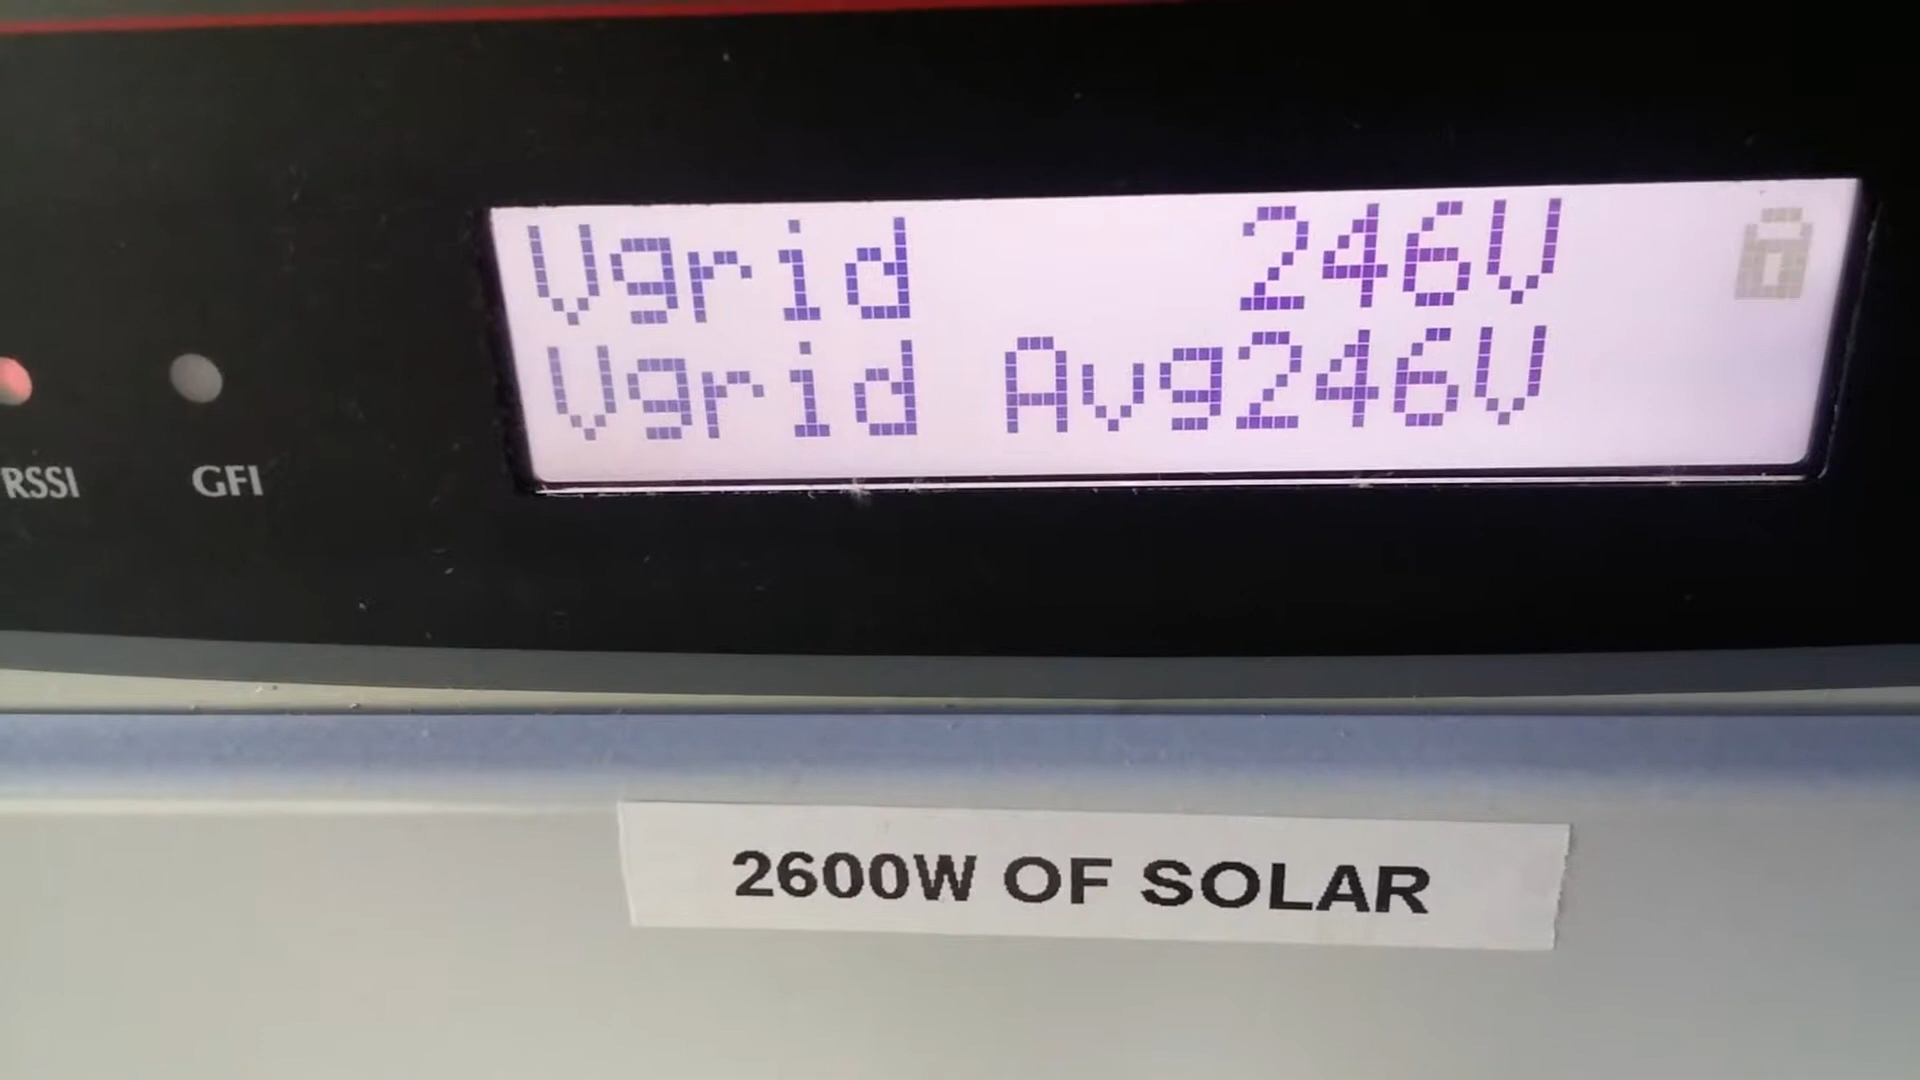 Vgrid 246V
Vgrid Avg246V
RSSI GFI
2600W OF SOLAR